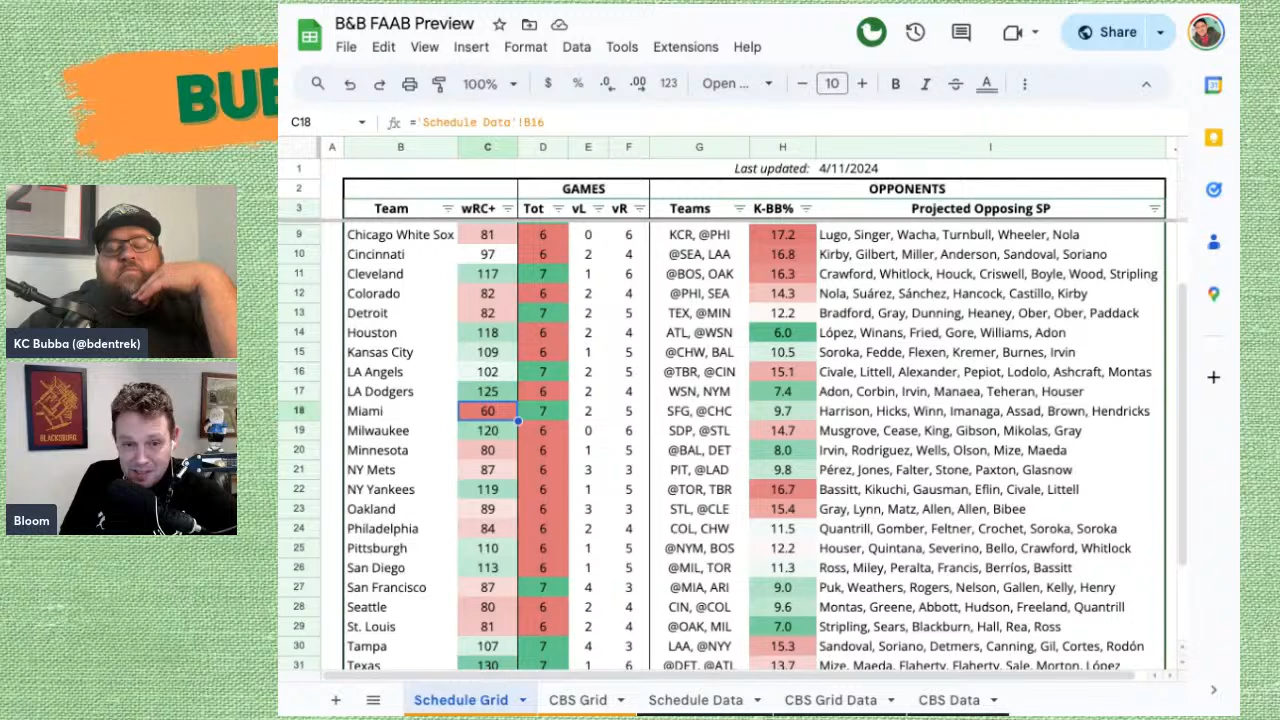 BUB
B&B FAAB Preview
File Edit View Insert Format Data Tools Extensions Help
Share
100% % .0 .00 123 Open ... 10 B I S A
C18 fx ='Schedule Data'!B16
A B C D E F G H I
1 Last updated: 4/11/2024
2 GAMES OPPONENTS
3 Team wRC+ Tot vL vR Teams K-BB% Projected Opposing SP
9 Chicago White Sox 81 6 0 6 KCR, @PHI 17.2 Lugo, Singer, Wacha, Turnbull, Wheeler, Nola
10 Cincinnati 97 6 2 4 @SEA, LAA 16.8 Kirby, Gilbert, Miller, Anderson, Sandoval, Soriano
11 Cleveland 117 7 1 6 @BOS, OAK 16.3 Crawford, Whitlock, Houck, Criswell, Boyle, Wood, Stripling
12 Colorado 82 6 2 4 @PHI, SEA 14.3 Nola, Suárez, Sánchez, Hancock, Castillo, Kirby
13 Detroit 82 7 2 5 TEX, @MIN 12.2 Bradford, Gray, Dunning, Heaney, Ober, Ober, Paddack
14 Houston 118 6 2 4 ATL, @WSN 6.0 López, Winans, Fried, Gore, Williams, Adon
15 Kansas City 108 6 1 5 @CHW, BAL 10.5 Soroka, Fedde, Flexen, Kremer, Burnes, Irvin
16 LA Angels 102 7 2 5 @TBR, @CIN 15.1 Civale, Littell, Alexander, Pepiot, Lodolo, Ashcraft, Montas
17 LA Dodgers 125 6 2 4 WSN, NYM 7.4 Adon, Corbin, Irvin, Manaea, Teheran, Houser
18 Miami 60 7 2 5 SFG, @CHC 9.7 Harrison, Hicks, Winn, Imanaga, Assad, Brown, Hendricks
19 Milwaukee 120 6 0 6 SDP, @STL 14.7 Musgrove, Cease, King, Gibson, Mikolas, Gray
20 Minnesota 80 6 1 5 @BAL, DET 8.0 Irvin, Rodriguez, Wells, Olson, Mize, Maeda
21 NY Mets 87 6 3 3 PIT, @LAD 9.8 Pérez, Jones, Falter, Stone, Paxton, Glasnow
22 NY Yankees 119 6 1 5 @TOR, TBR 16.7 Bassitt, Kikuchi, Gausman, Eflin, Civale, Littell
23 Oakland 89 6 3 3 STL, @CLE 15.4 Gray, Lynn, Matz, Allen, Allen, Bibee
24 Philadelphia 84 6 2 4 COL, CHW 11.5 Quantrill, Gomber, Feltner, Crochet, Soroka, Soroka
25 Pittsburgh 110 6 1 5 @NYM, BOS 12.2 Houser, Quintana, Severino, Bello, Crawford, Whitlock
26 San Diego 113 6 1 5 @MIL, TOR 11.3 Ross, Miley, Peralta, Francis, Berríos, Bassitt
27 San Francisco 87 7 4 3 @MIA, ARI 9.0 Puk, Weathers, Rogers, Nelson, Gallen, Kelly, Henry
28 Seattle 80 6 2 4 CIN, @COL 9.6 Montas, Greene, Abbott, Hudson, Freeland, Quantrill
29 St. Louis 81 6 2 4 @OAK, MIL 7.0 Stripling, Sears, Blackburn, Hall, Rea, Ross
30 Tampa 107 7 4 3 LAA, @NYY 15.3 Sandoval, Soriano, Detmers, Canning, Gil, Cortes, Rodón
31 Texas 130 7 1 6 @DET, @ATL 13.7 Mize, Maeda, Flaherty, Flaherty, Sale, Morton, López
Schedule Grid BS Grid Schedule Data CBS Grid Data CBS Data
2
KC Bubba (@bdentrek)
BLACKSBURG
Bloom